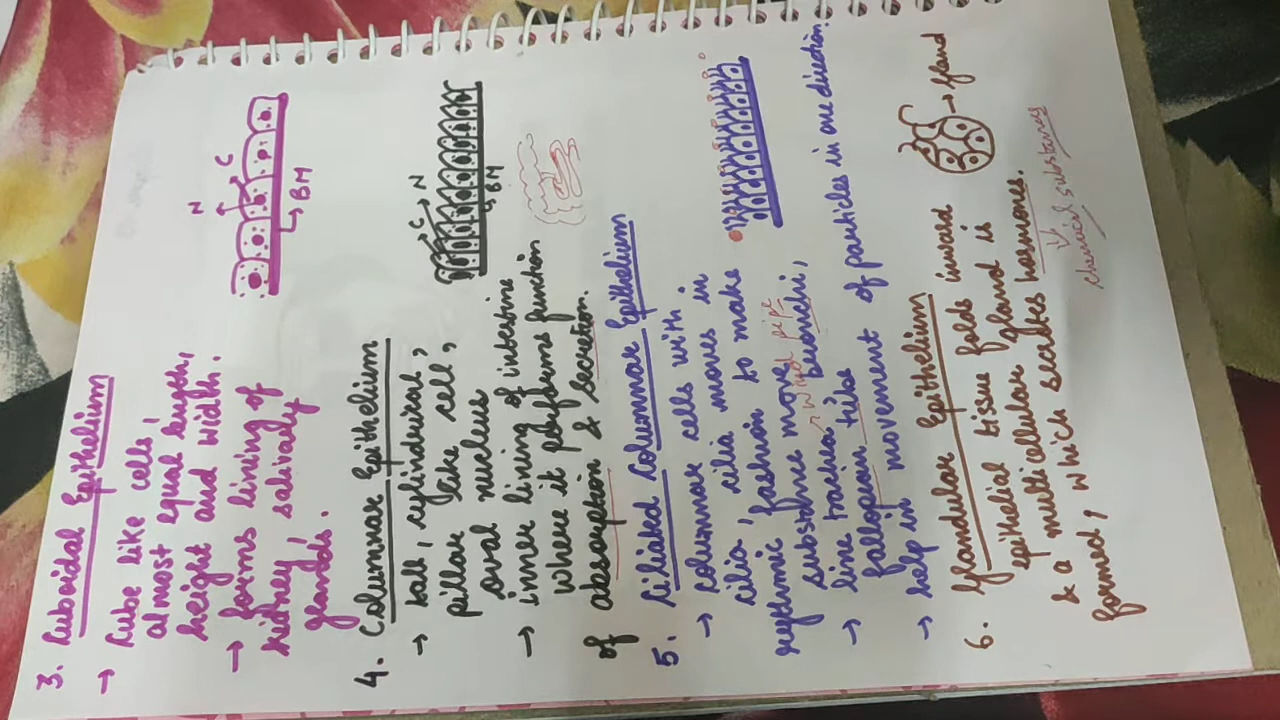 3. Cuboidal Epithelium
→ Cube like cells,
almost equal length,
height and width.
→ forms lining of
kidney, salivary
glands.
N
C
BM
4. Columnar Epithelium
→ tall, cylinderical,
pillar like cell,
oval nucleus
→ inner lining of intestine
where it performs function
of absorption & secretion.
C N
BM
5. Ciliated Columnar Epithelium
→ columnar cells with
cilia, cilia moves in
rhythmic fashion to make
substance move
→ line trachea, bronchi,
wind pipe
fallopian tube
→ help in movement of particles in one direction.
6. Glandular Epithelium
epithelial tissue folds inward
& a multicellular gland is
formed, which secretes hormones.
→ gland
chemical substances